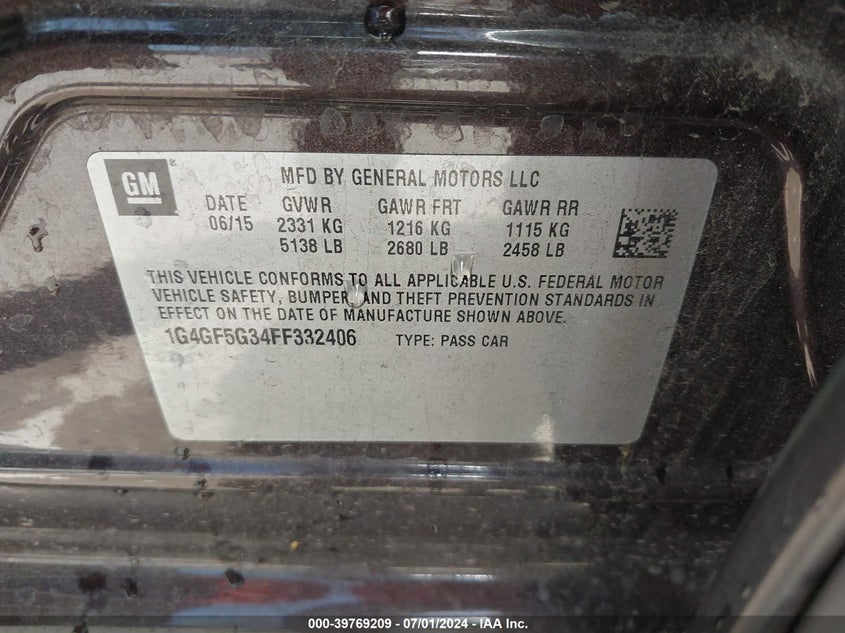 GM
MFD BY GENERAL MOTORS LLC
DATE GVWR GAWR FRT GAWR RR
06/15 2331 KG 1216 KG 1115 KG
5138 LB 2680 LB 2458 LB
THIS VEHICLE CONFORMS TO ALL APPLICABLE U.S. FEDERAL MOTOR
VEHICLE SAFETY, BUMPER, AND THEFT PREVENTION STANDARDS IN
EFFECT ON THE DATE OF MANUFACTURE SHOWN ABOVE.
1G4GF5G34FF332406 TYPE: PASS CAR
000-39769209 - 07/01/2024 - IAA Inc.